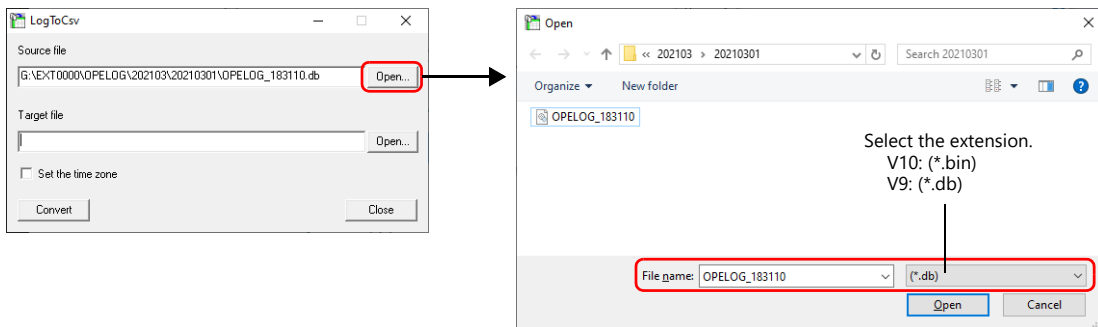 LogToCsv
Source file
G:\EXT0000\OPELOG\202103\20210301\OPELOG_183110.db
Open...
Target file
Open...
Set the time zone
Convert
Close
Open
« 202103 › 20210301
Search 20210301
Organize
New folder
OPELOG_183110
Select the extension.
V10: (*.bin)
V9: (*.db)
File name:
OPELOG_183110
(*.db)
Open
Cancel